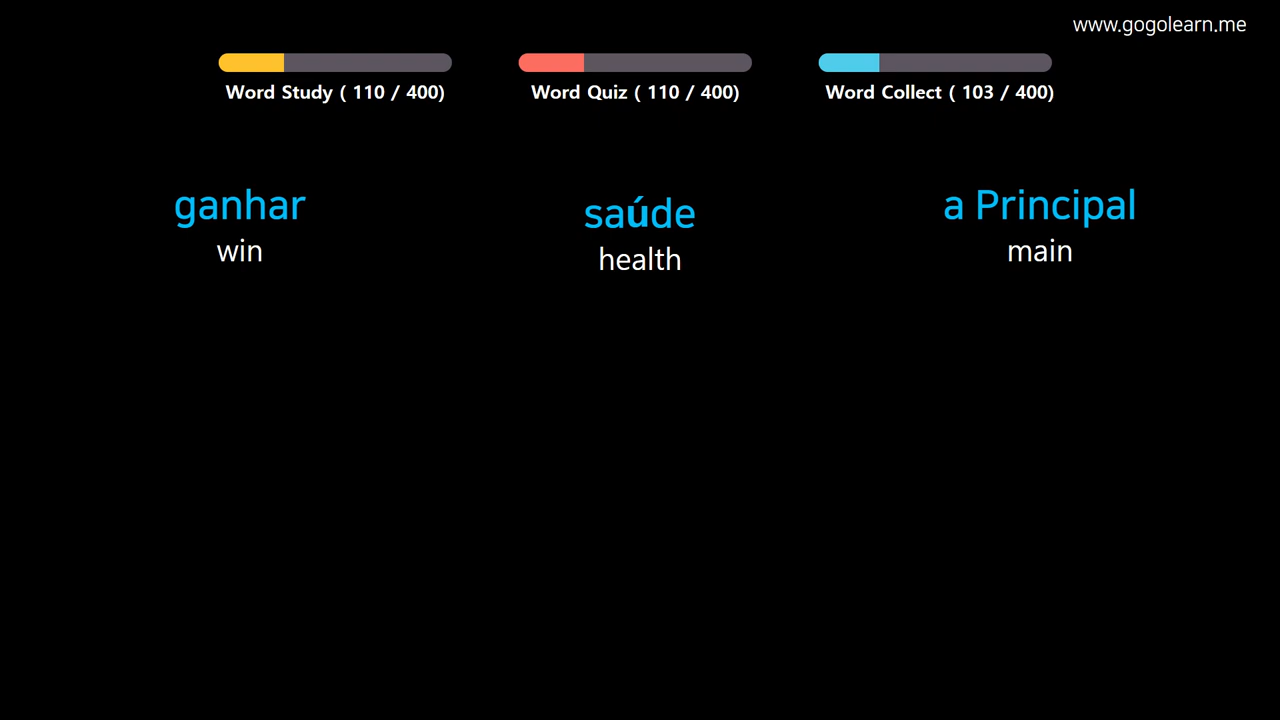 www.gogolearn.me
Word Study ( 110 / 400)
Word Quiz ( 110 / 400)
Word Collect ( 103 / 400)
ganhar
win
saúde
health
a Principal
main